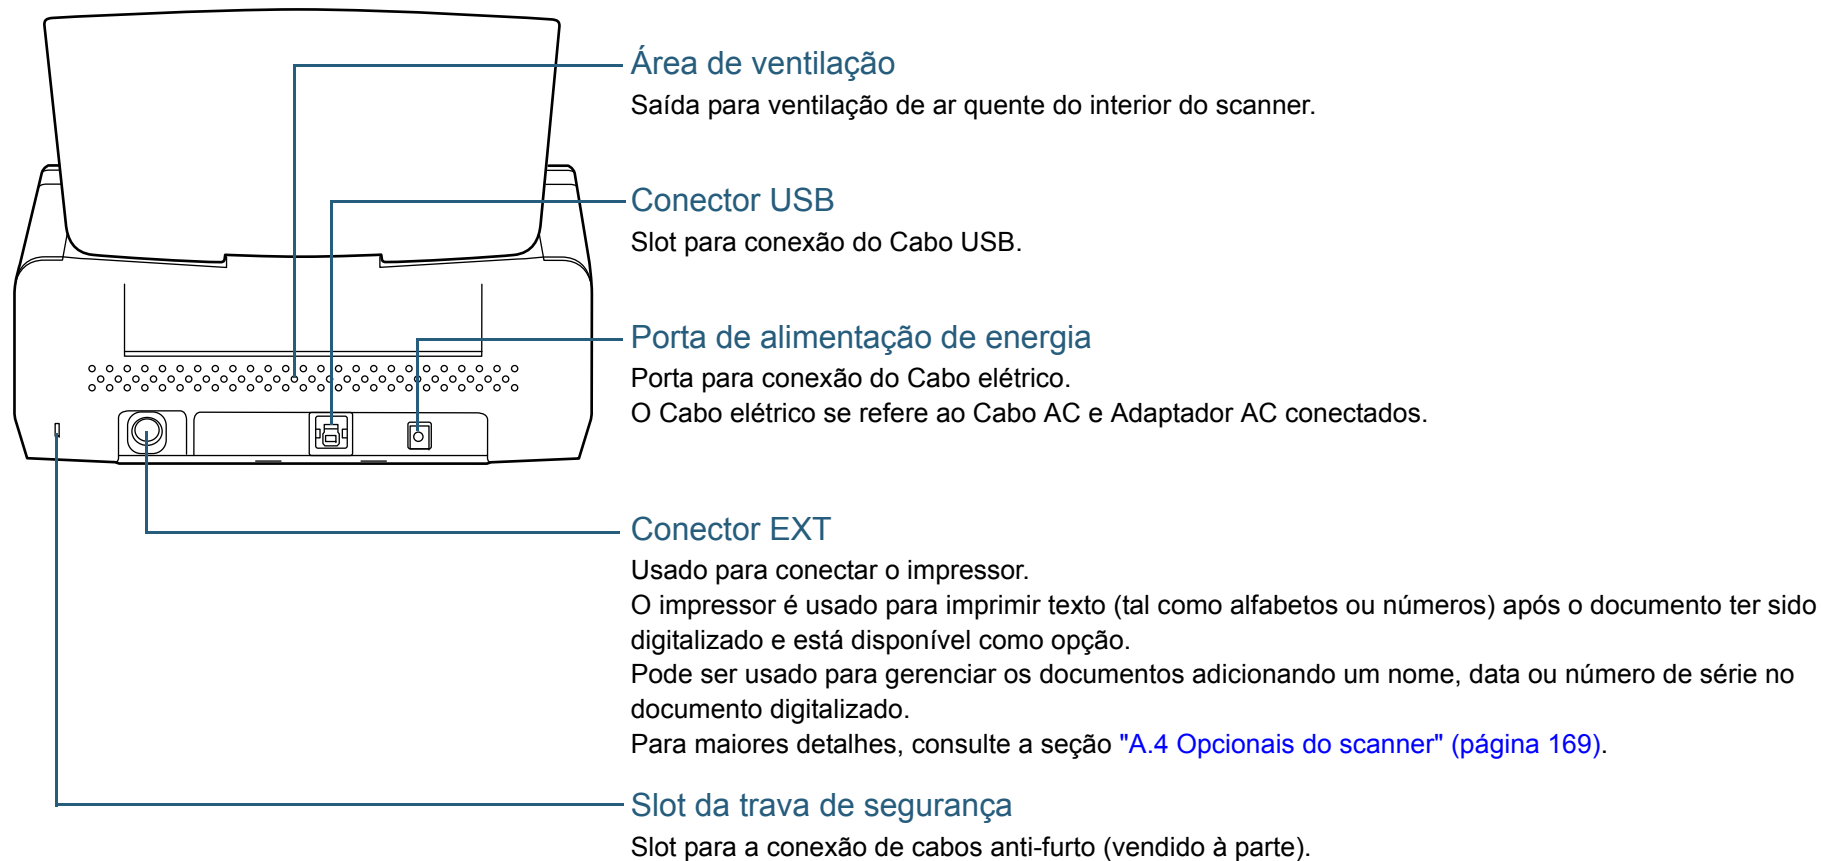 Área de ventilação
Saída para ventilação de ar quente do interior do scanner.
Conector USB
Slot para conexão do Cabo USB.
Porta de alimentação de energia
Porta para conexão do Cabo elétrico.
O Cabo elétrico se refere ao Cabo AC e Adaptador AC conectados.
Conector EXT
Usado para conectar o impressor.
O impressor é usado para imprimir texto (tal como alfabetos ou números) após o documento ter sido
digitalizado e está disponível como opção.
Pode ser usado para gerenciar os documentos adicionando um nome, data ou número de série no
documento digitalizado.
Para maiores detalhes, consulte a seção "A.4 Opcionais do scanner" (página 169).
Slot da trava de segurança
Slot para a conexão de cabos anti-furto (vendido à parte).